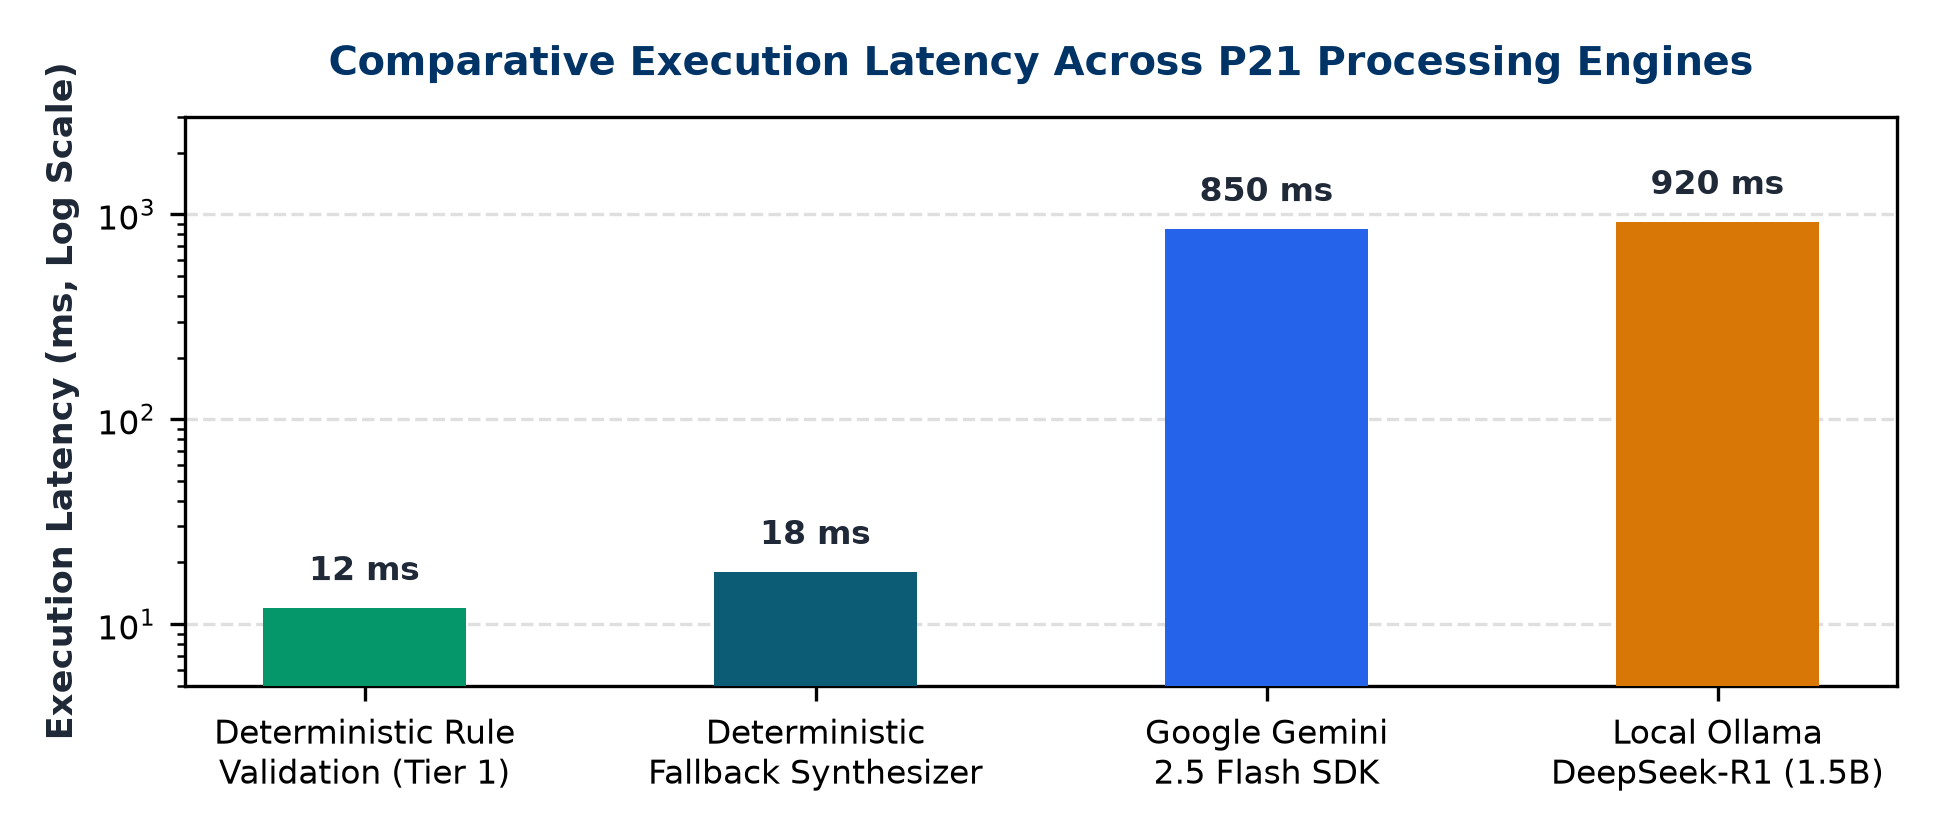 Comparative Execution Latency Across P21 Processing Engines
Execution Latency (ms, Log Scale)
10³
10²
10¹
12 ms
18 ms
850 ms
920 ms
Deterministic Rule
Validation (Tier 1)
Deterministic
Fallback Synthesizer
Google Gemini
2.5 Flash SDK
Local Ollama
DeepSeek-R1 (1.5B)